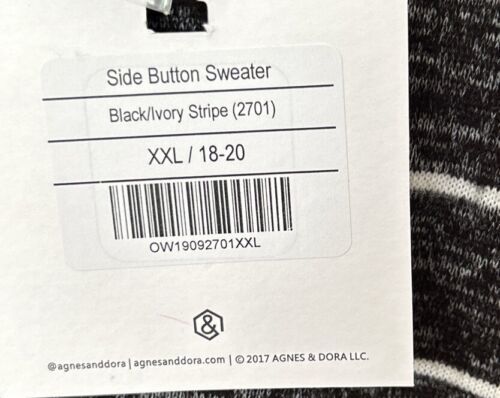 Side Button Sweater
Black/Ivory Stripe (2701)
XXL / 18-20
OW19092701XXL
&
@agnesanddora | agnesanddora.com | © 2017 AGNES & DORA LLC.